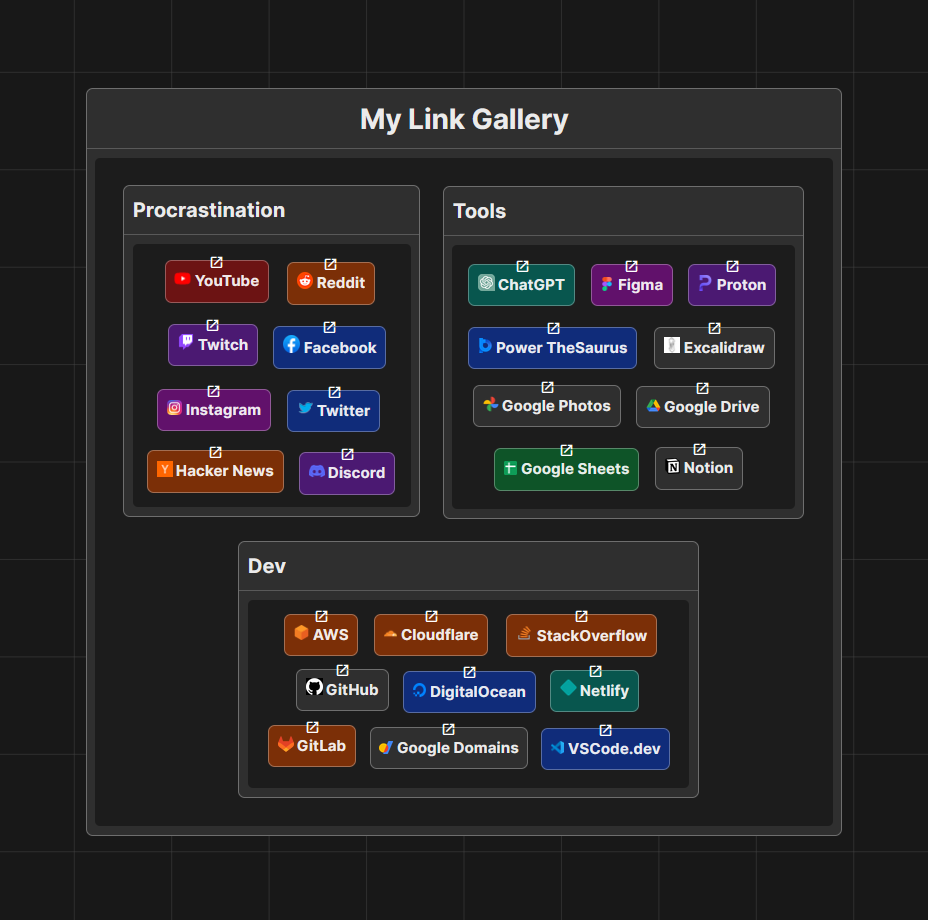 My Link Gallery
Procrastination
YouTube
Reddit
Twitch
Facebook
Instagram
Twitter
Hacker News
Discord
Tools
ChatGPT
Figma
Proton
Power TheSaurus
Excalidraw
Google Photos
Google Drive
Google Sheets
Notion
Dev
AWS
Cloudflare
StackOverflow
GitHub
DigitalOcean
Netlify
GitLab
Google Domains
VSCode.dev